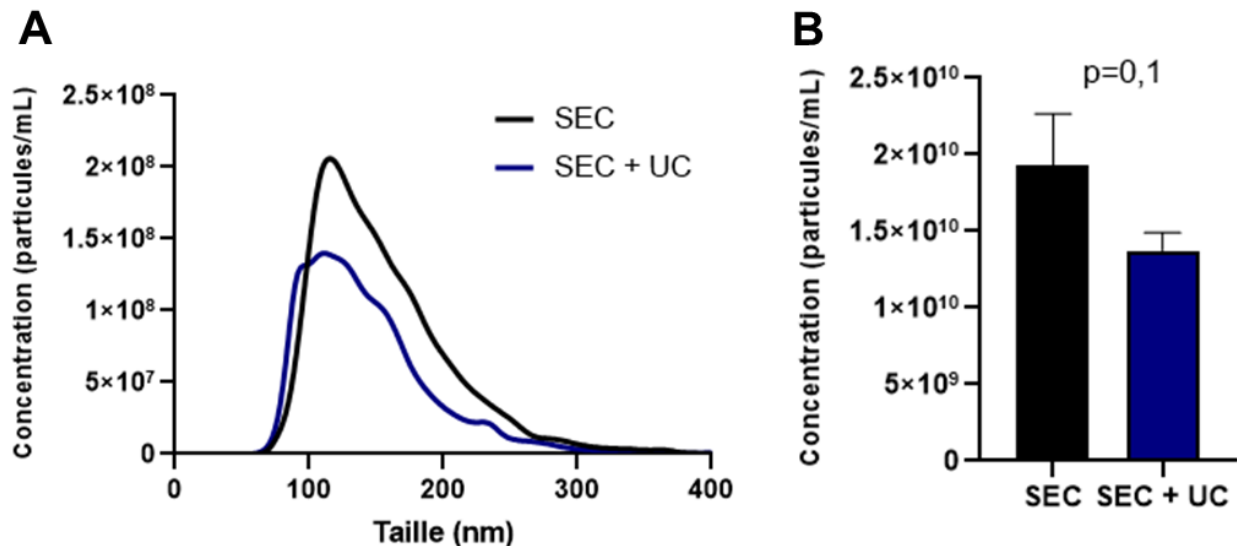 A
Concentration (particules/mL)
2.5×10⁸
2×10⁸
1.5×10⁸
1×10⁸
5×10⁷
0
0 100 200 300 400
Taille (nm)
SEC
SEC + UC
B
Concentration (particules/mL)
p=0,1
2.5×10¹⁰
2×10¹⁰
1.5×10¹⁰
1×10¹⁰
5×10⁹
0
SEC SEC + UC